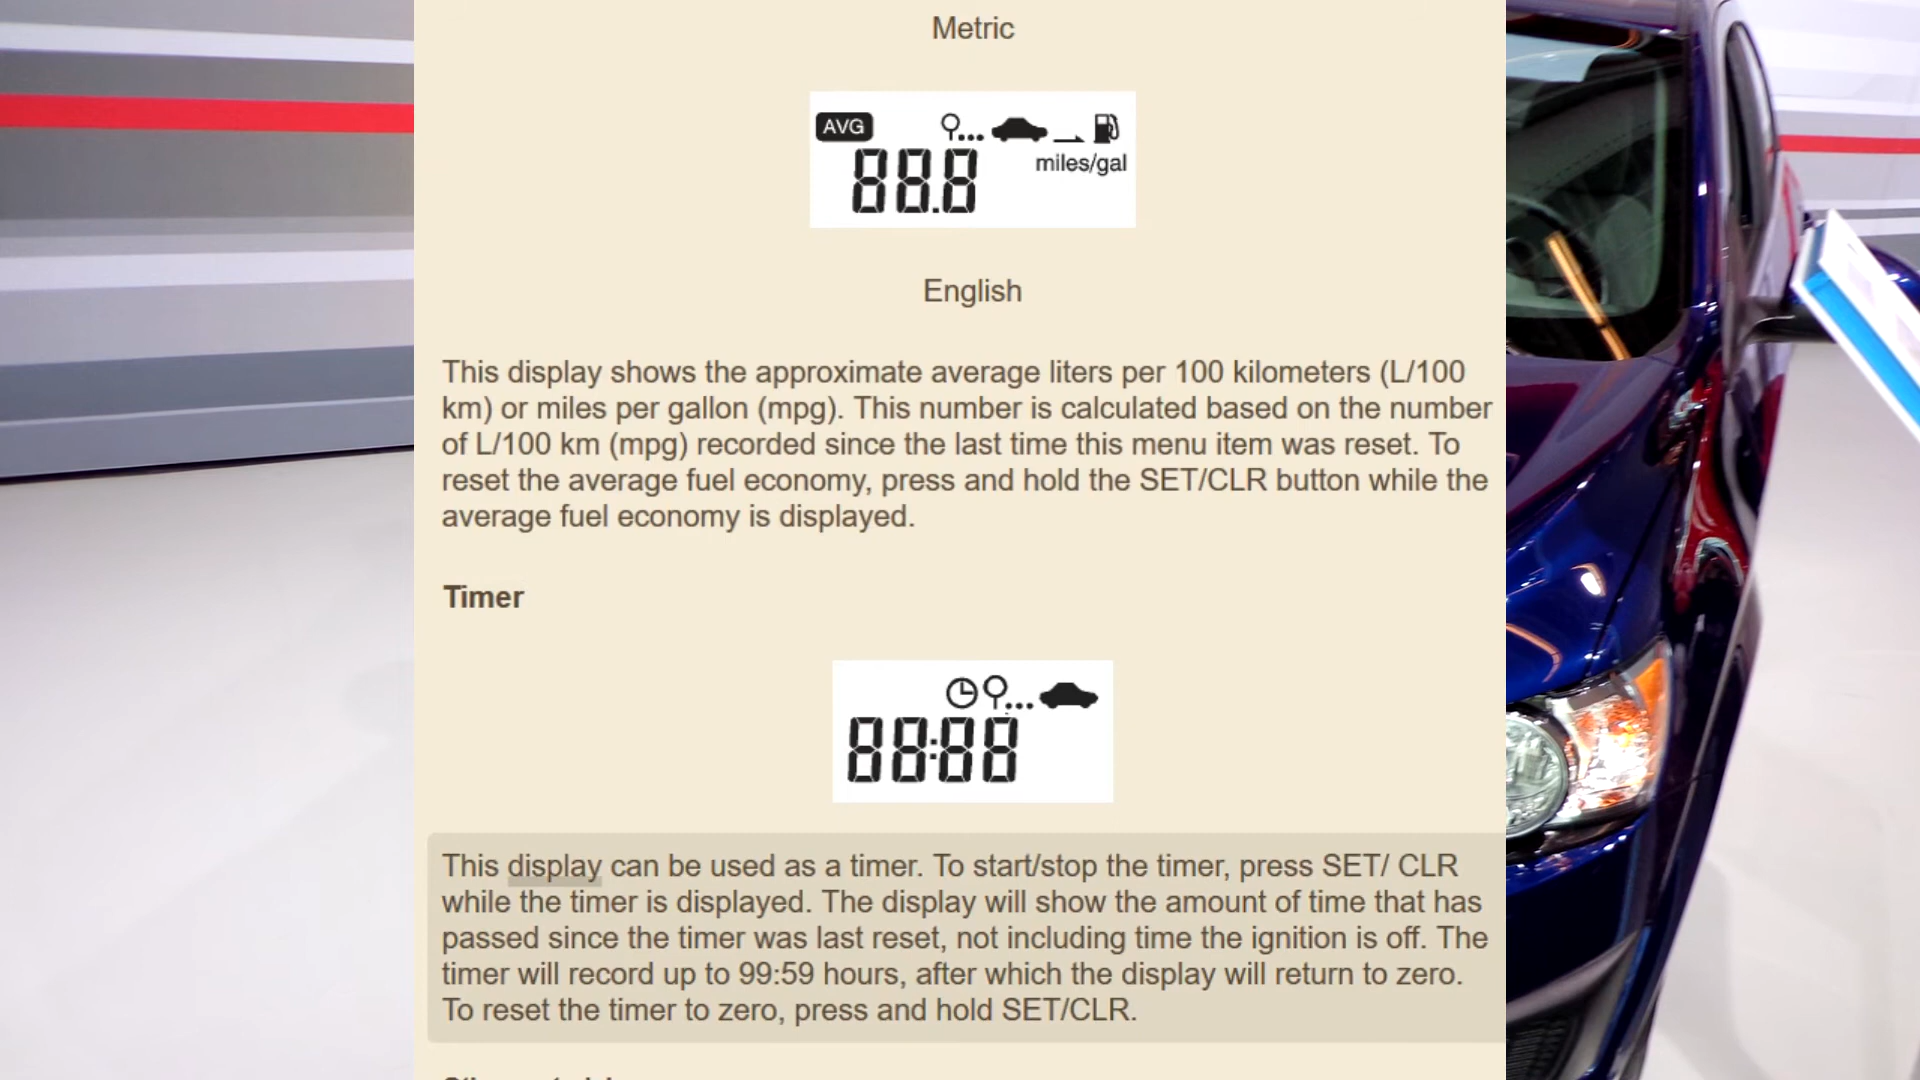 Metric
AVG
miles/gal
88.8
English
This display shows the approximate average liters per 100 kilometers (L/100
km) or miles per gallon (mpg). This number is calculated based on the number
of L/100 km (mpg) recorded since the last time this menu item was reset. To
reset the average fuel economy, press and hold the SET/CLR button while the
average fuel economy is displayed.
Timer
88:88
This display can be used as a timer. To start/stop the timer, press SET/ CLR
while the timer is displayed. The display will show the amount of time that has
passed since the timer was last reset, not including time the ignition is off. The
timer will record up to 99:59 hours, after which the display will return to zero.
To reset the timer to zero, press and hold SET/CLR.